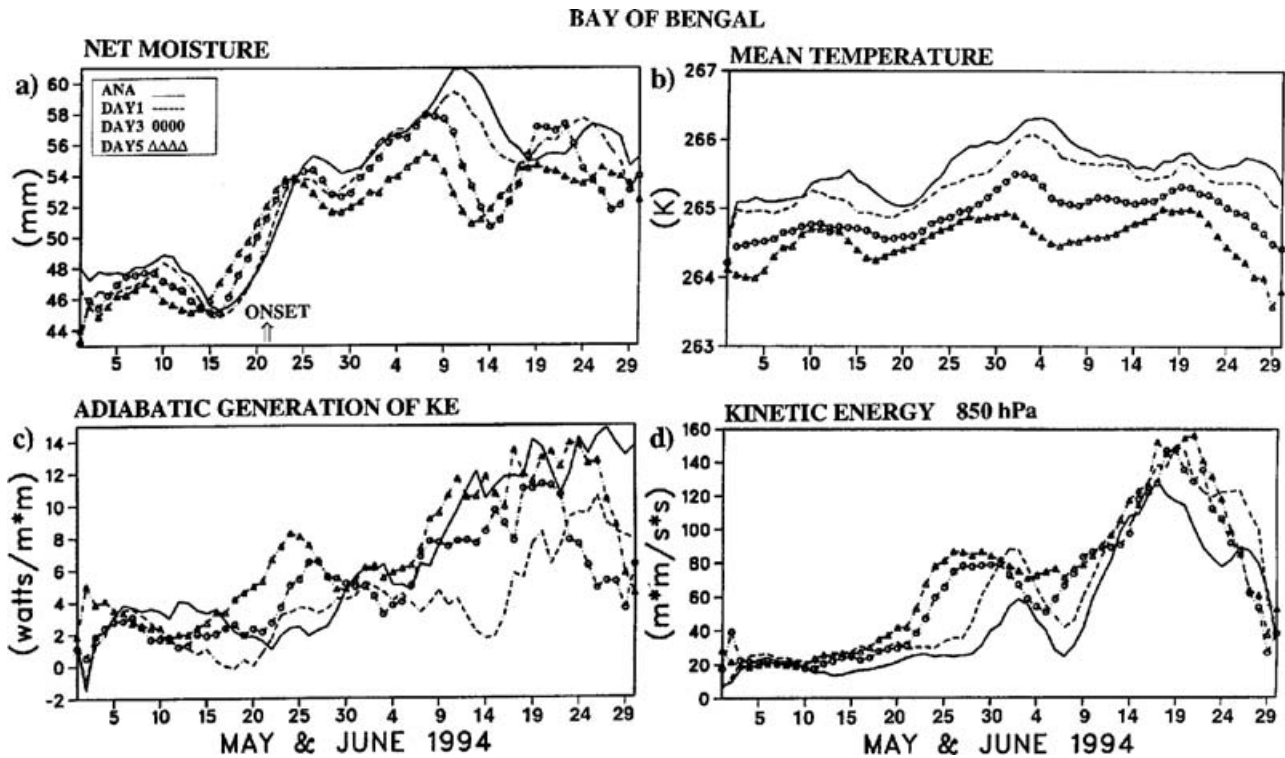 BAY OF BENGAL
NET MOISTURE
MEAN TEMPERATURE
a)
60
58
56
54
52
50
48
46
44
(mm)
ANA
DAY1
DAY3 0000
DAY5 ΔΔΔΔ
ONSET
⇑
5 10 15 20 25 30 4 9 14 19 24 29
b)
267
266
265
264
263
(K)
5 10 15 20 25 30 4 9 14 19 24 29
ADIABATIC GENERATION OF KE
KINETIC ENERGY 850 hPa
c)
14
12
10
8
6
4
2
0
-2
(watts/m*m)
5 10 15 20 25 30 4 9 14 19 24 29
MAY & JUNE 1994
d)
160
140
120
100
80
60
40
20
0
(m*m/s*s)
5 10 15 20 25 30 4 9 14 19 24 29
MAY & JUNE 1994